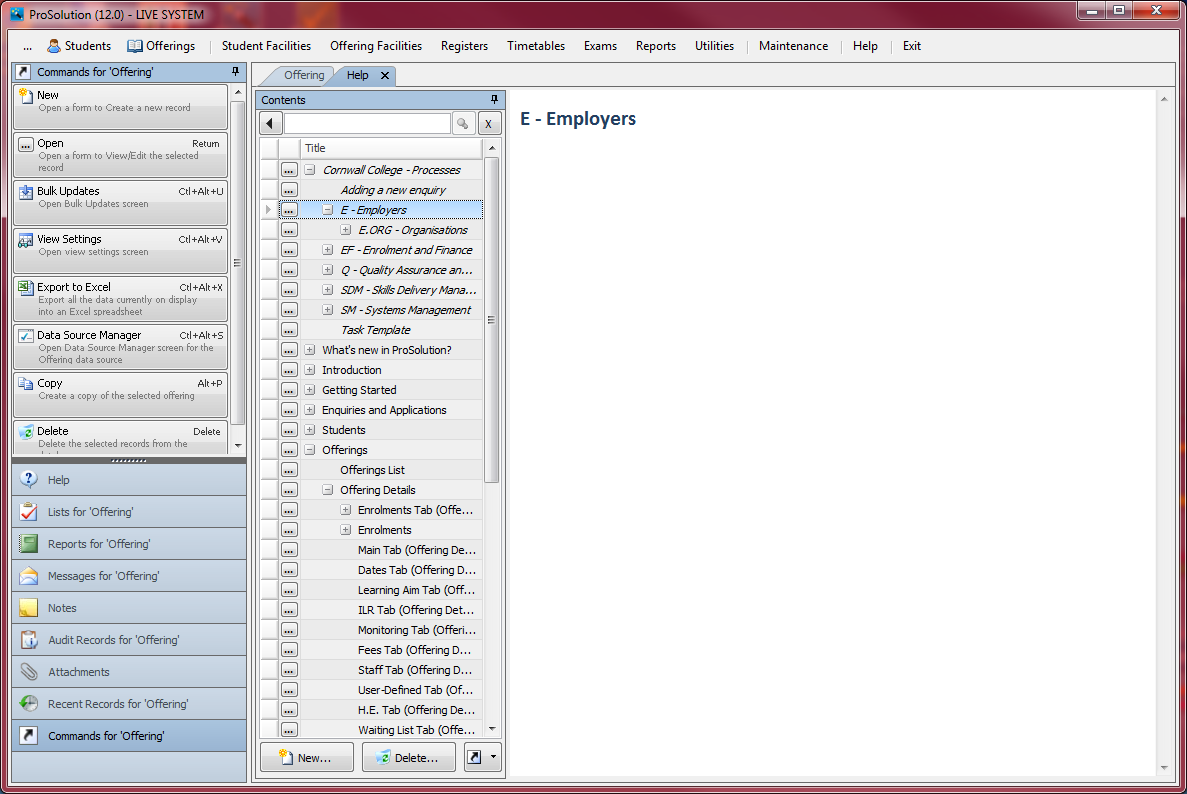 ProSolution (12.0) - LIVE SYSTEM
... Students Offerings Student Facilities Offering Facilities Registers Timetables Exams Reports Utilities Maintenance Help Exit
Commands for 'Offering'
New
Open a form to Create a new record
Open Return
Open a form to View/Edit the selected
record
Bulk Updates Ctl+Alt+U
Open Bulk Updates screen
View Settings Ctl+Alt+V
Open view settings screen
Export to Excel Ctl+Alt+X
Export all the data currently on display
into an Excel spreadsheet
Data Source Manager Ctl+Alt+S
Open Data Source Manager screen for the
Offering data source
Copy Alt+P
Create a copy of the selected offering
Delete Delete
Delete the selected records from the
Help
Lists for 'Offering'
Reports for 'Offering'
Messages for 'Offering'
Notes
Audit Records for 'Offering'
Attachments
Recent Records for 'Offering'
Commands for 'Offering'
Offering Help X
Contents
X
Title
... Cornwall College - Processes
... Adding a new enquiry
... E - Employers
... E.ORG - Organisations
... EF - Enrolment and Finance
... Q - Quality Assurance an...
... SDM - Skills Delivery Mana...
... SM - Systems Management
... Task Template
... What's new in ProSolution?
... Introduction
... Getting Started
... Enquiries and Applications
... Students
... Offerings
... Offerings List
... Offering Details
... Enrolments Tab (Offe...
... Enrolments
... Main Tab (Offering De...
... Dates Tab (Offering D...
... Learning Aim Tab (Off...
... ILR Tab (Offering Det...
... Monitoring Tab (Offeri...
... Fees Tab (Offering D...
... Staff Tab (Offering D...
... User-Defined Tab (Of...
... H.E. Tab (Offering De...
... Waiting List Tab (Offe...
New... Delete...
E - Employers